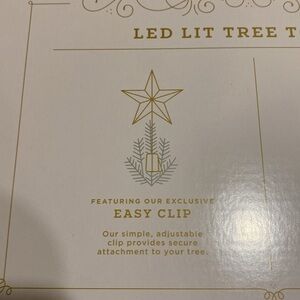 LED LIT TREE T
FEATURING OUR EXCLUSIVE
EASY CLIP
Our simple, adjustable
clip provides secure
attachment to your tree.